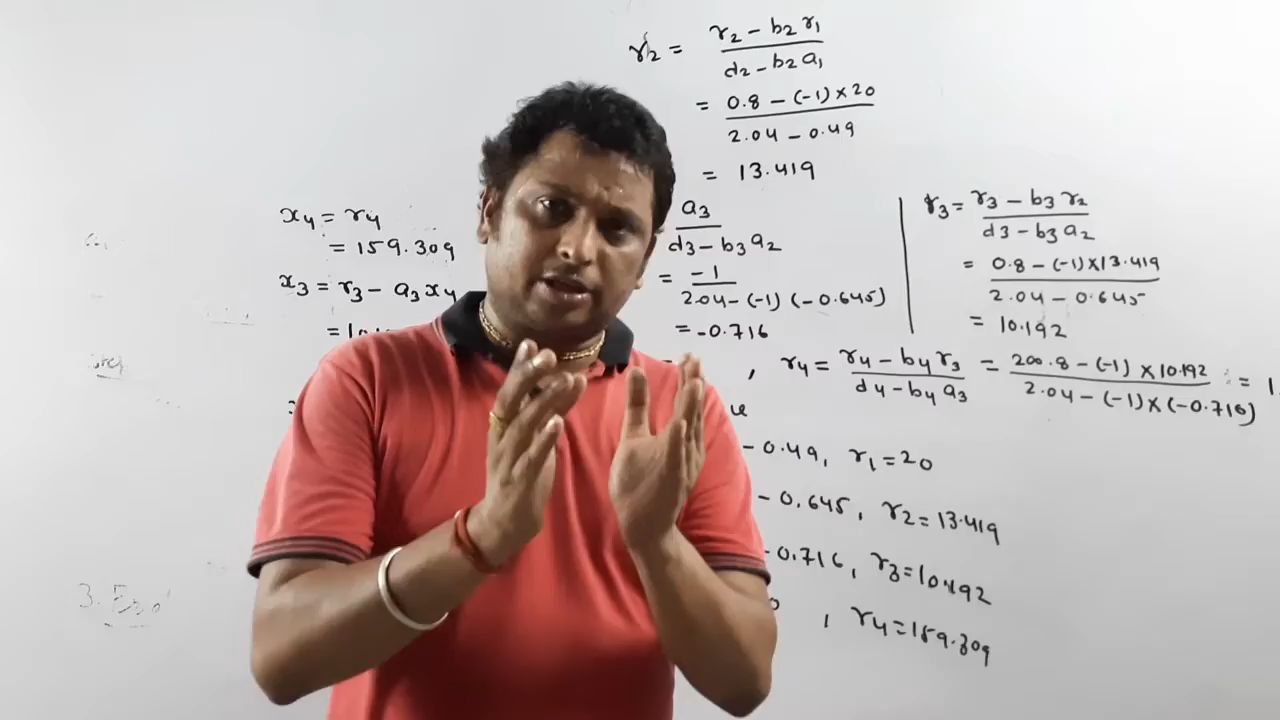 r2 = r2 - b2 r1 / d2 - b2 a1
= 0.8 - (-1) × 20 / 2.04 - 0.49
= 13.419
x4 = r4
= 159.309
x3 = r3 - a3 x4
a3 / d3 - b3 a2
= -1 / 2.04 - (-1) (-0.645)
= -0.716
r3 = r3 - b3 r2 / d3 - b3 a2
= 0.8 - (-1) × 13.419 / 2.04 - 0.645
= 10.192
, r4 = r4 - b4 r3 / d4 - b4 a3 = 200.8 - (-1) × 10.192 / 2.04 - (-1) × (-0.716) = 1
- 0.49, r1 = 20
- 0.645, r2 = 13.419
-0.716, r3 = 10.192
, r4 = 159.309
3.